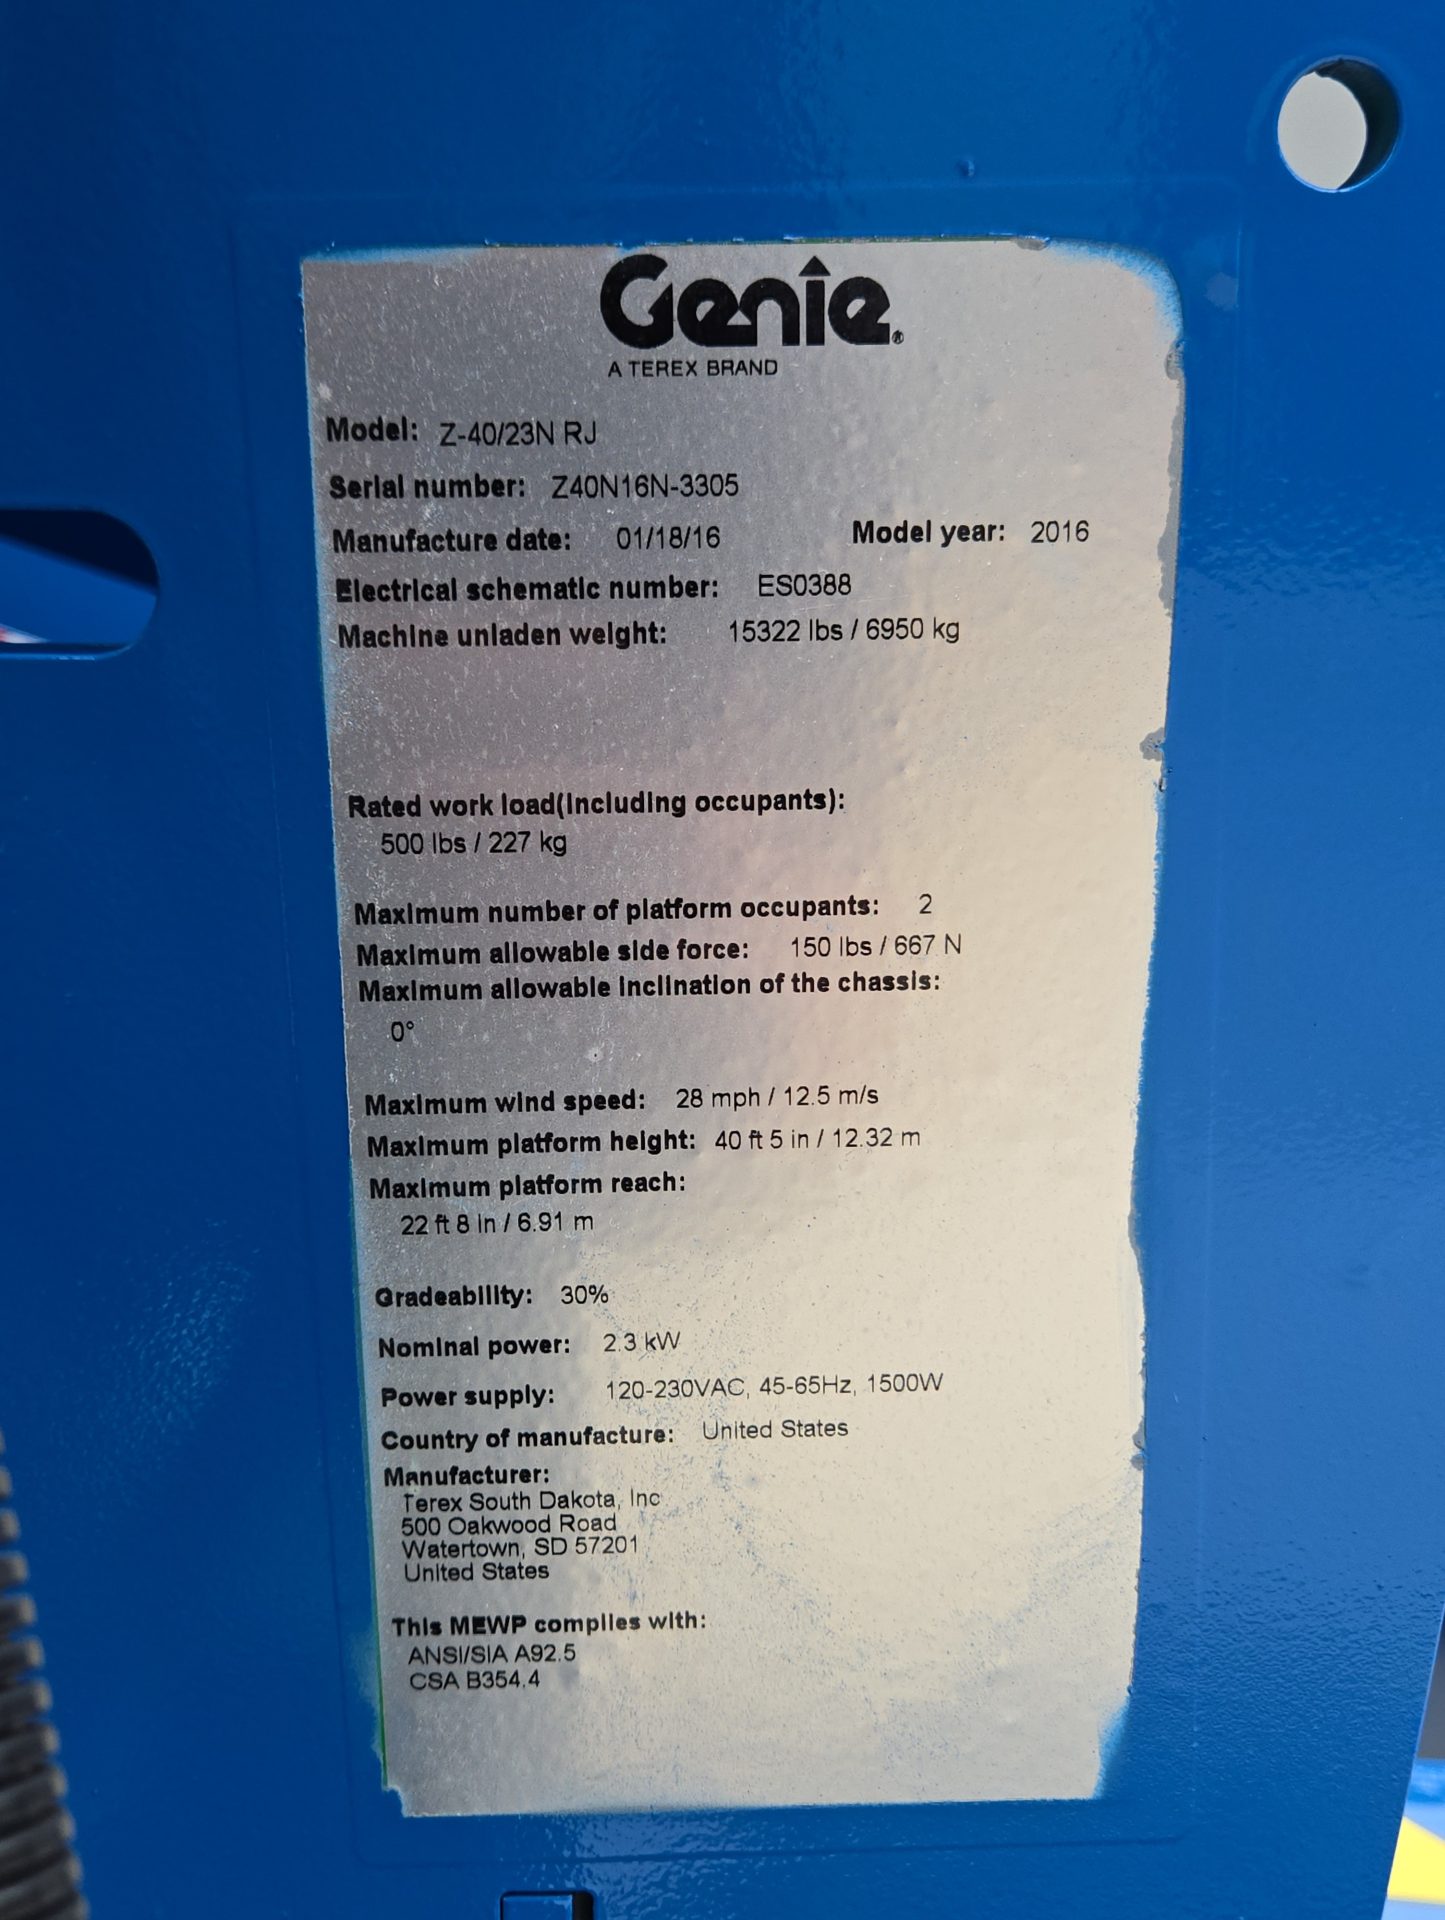 Genie®
A TEREX BRAND
Model: Z-40/23N RJ
Serial number: Z40N16N-3305
Manufacture date: 01/18/16 Model year: 2016
Electrical schematic number: ES0388
Machine unladen weight: 15322 lbs / 6950 kg
Rated work load(including occupants):
500 lbs / 227 kg
Maximum number of platform occupants: 2
Maximum allowable side force: 150 lbs / 667 N
Maximum allowable inclination of the chassis:
0°
Maximum wind speed: 28 mph / 12.5 m/s
Maximum platform height: 40 ft 5 in / 12.32 m
Maximum platform reach:
22 ft 8 in / 6.91 m
Gradeability: 30%
Nominal power: 2.3 kW
Power supply: 120-230VAC, 45-65Hz, 1500W
Country of manufacture: United States
Manufacturer:
Terex South Dakota, Inc
500 Oakwood Road
Watertown, SD 57201
United States
This MEWP complies with:
ANSI/SIA A92.5
CSA B354.4